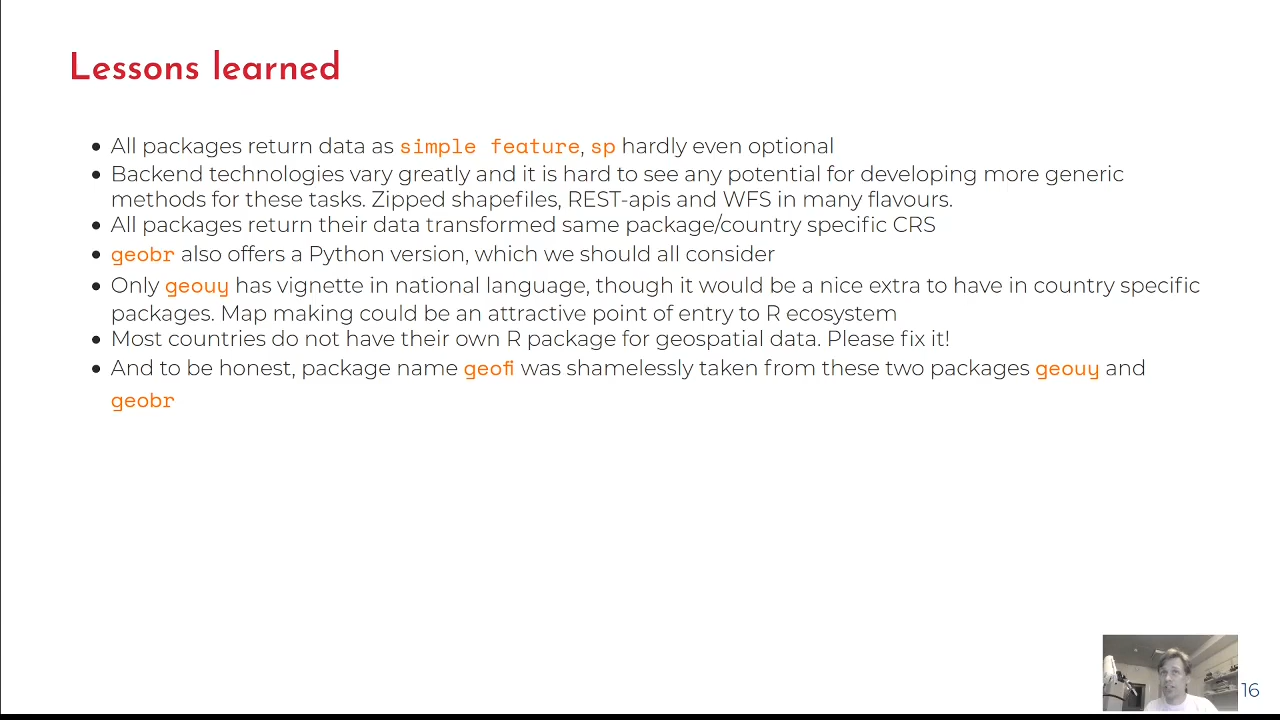 Lessons learned
• All packages return data as simple feature, sp hardly even optional
• Backend technologies vary greatly and it is hard to see any potential for developing more generic
methods for these tasks. Zipped shapefiles, REST-apis and WFS in many flavours.
• All packages return their data transformed same package/country specific CRS
• geobr also offers a Python version, which we should all consider
• Only geouy has vignette in national language, though it would be a nice extra to have in country specific
packages. Map making could be an attractive point of entry to R ecosystem
• Most countries do not have their own R package for geospatial data. Please fix it!
• And to be honest, package name geofi was shamelessly taken from these two packages geouy and
geobr
16